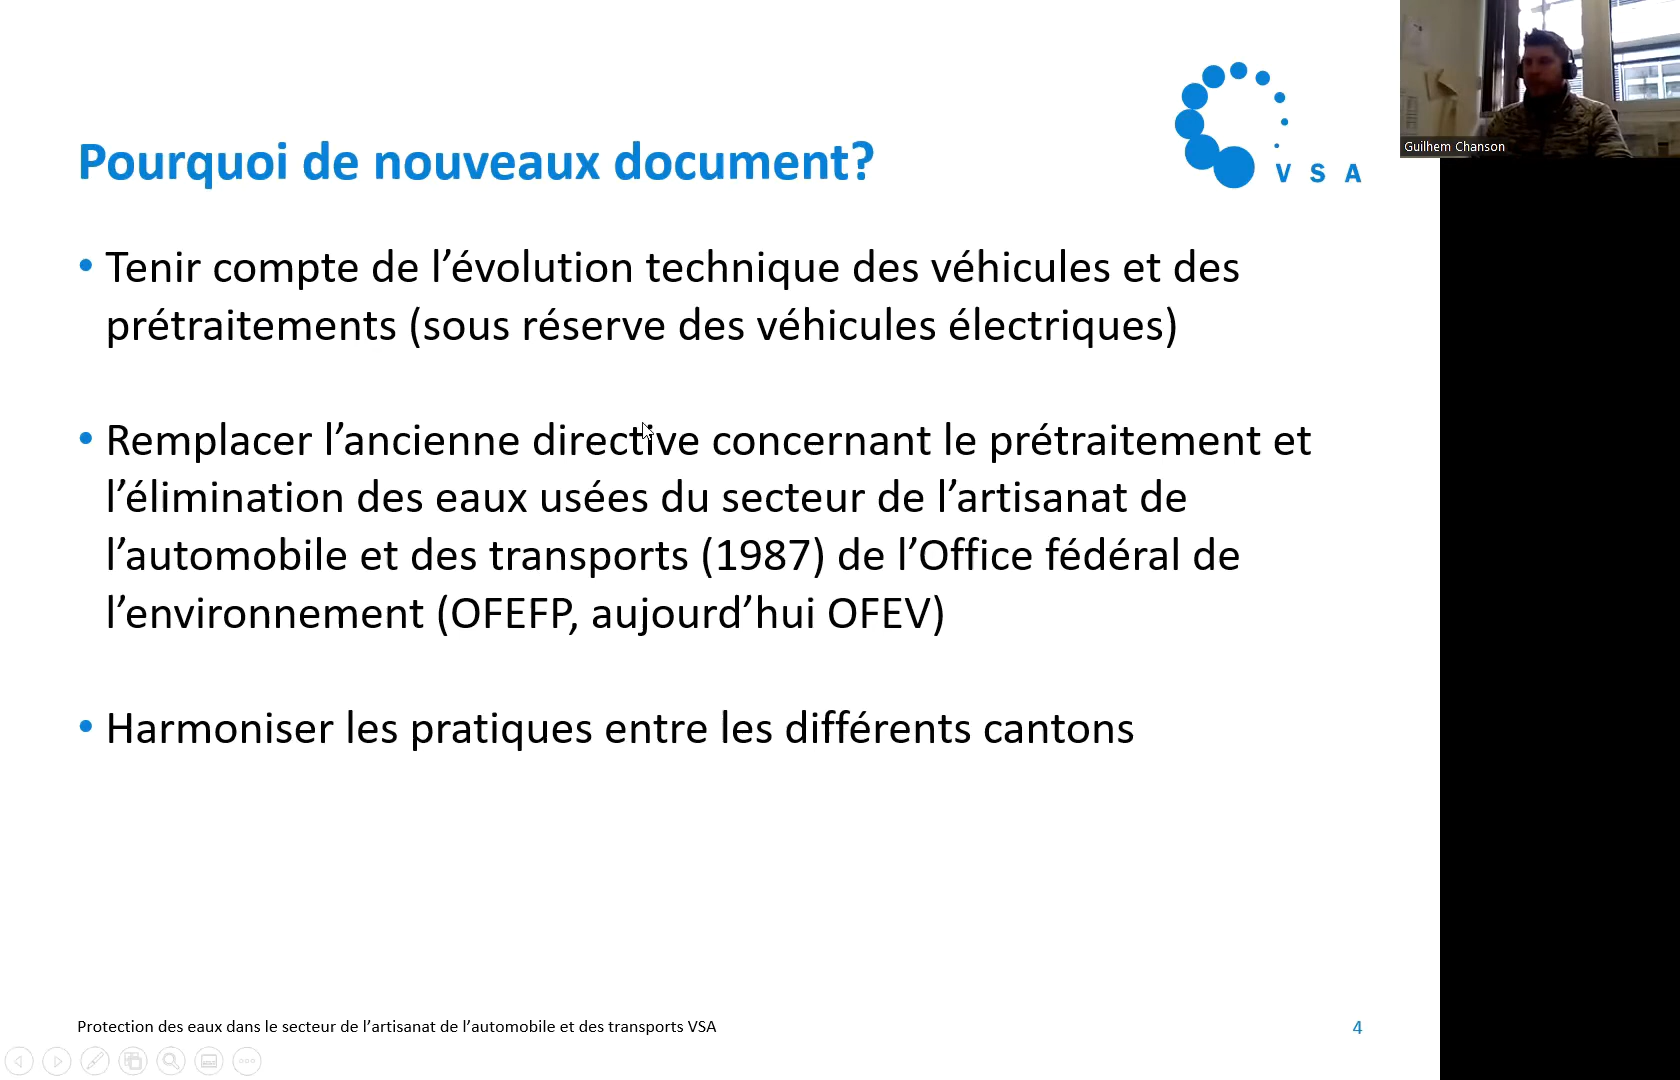 Pourquoi de nouveaux document?
V S A
Guilhem Chanson
• Tenir compte de l’évolution technique des véhicules et des
prétraitements (sous réserve des véhicules électriques)
• Remplacer l’ancienne directive concernant le prétraitement et
l’élimination des eaux usées du secteur de l’artisanat de
l’automobile et des transports (1987) de l’Office fédéral de
l’environnement (OFEFP, aujourd’hui OFEV)
• Harmoniser les pratiques entre les différents cantons
Protection des eaux dans le secteur de l’artisanat de l’automobile et des transports VSA
4